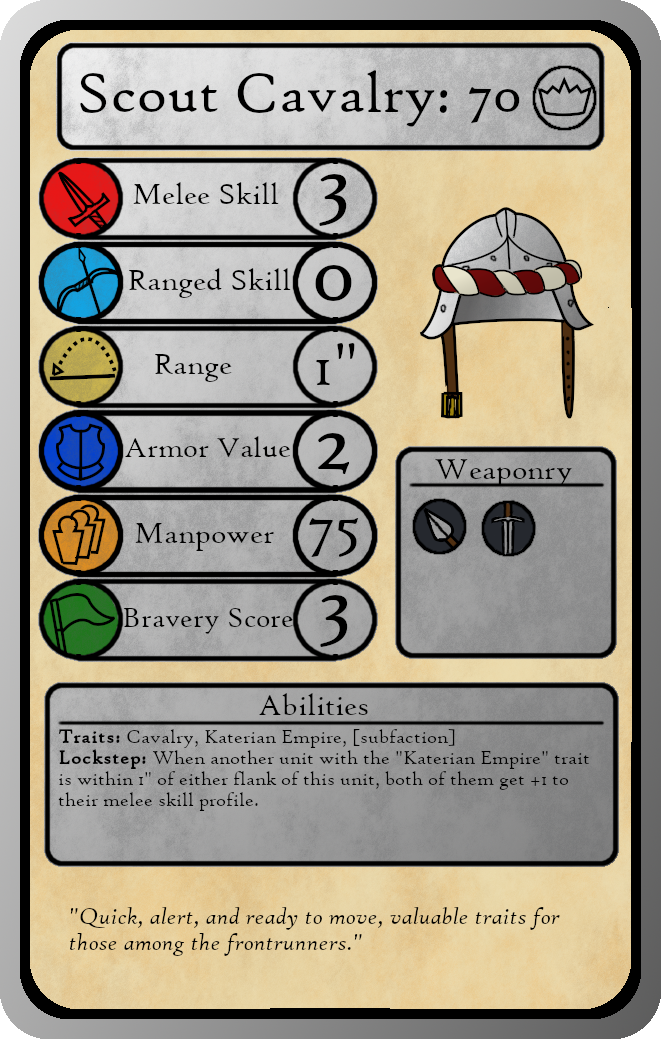 Scout Cavalry: 70
Melee Skill 3
Ranged Skill 0
Range 1"
Armor Value 2
Manpower 75
Bravery Score 3
Weaponry
Abilities
Traits: Cavalry, Katerian Empire, [subfaction]
Lockstep: When another unit with the "Katerian Empire" trait
is within 1" of either flank of this unit, both of them get +1 to
their melee skill profile.
"Quick, alert, and ready to move, valuable traits for
those among the frontrunners."